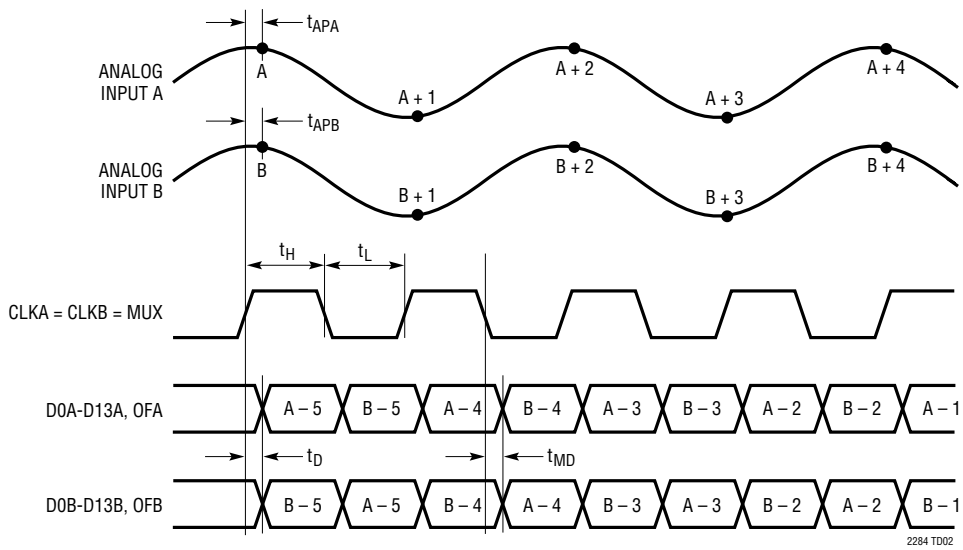 tAPA
ANALOG
INPUT A
A
A + 1
A + 2
A + 3
A + 4
tAPB
ANALOG
INPUT B
B
B + 1
B + 2
B + 3
B + 4
tH
tL
CLKA = CLKB = MUX
D0A-D13A, OFA
A – 5
B – 5
A – 4
B – 4
A – 3
B – 3
A – 2
B – 2
A – 1
tD
tMD
D0B-D13B, OFB
B – 5
A – 5
B – 4
A – 4
B – 3
A – 3
B – 2
A – 2
B – 1
2284 TD02